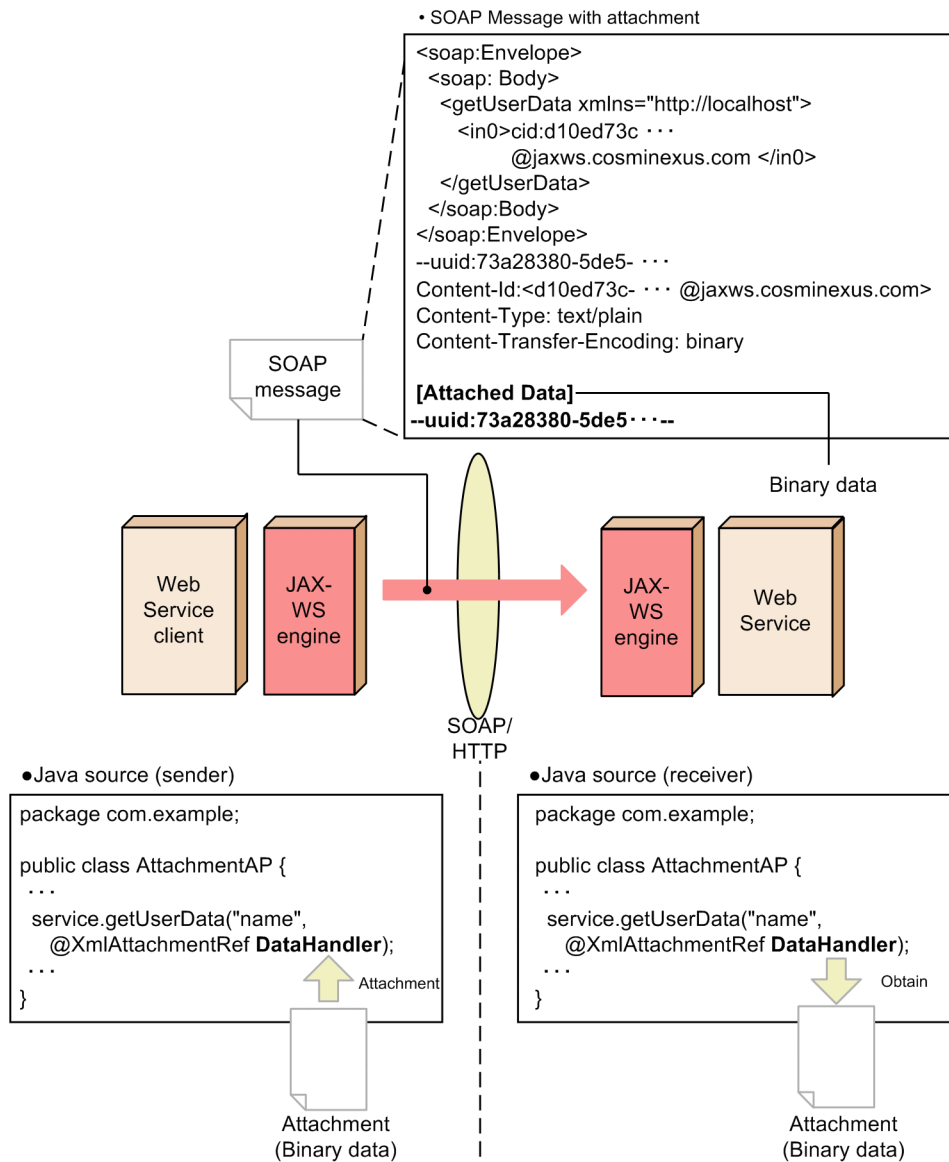 • SOAP Message with attachment
<soap:Envelope>
<soap: Body>
<getUserData xmlns="http://localhost">
<in0>cid:d10ed73c ･･･
@jaxws.cosminexus.com </in0>
</getUserData>
</soap:Body>
</soap:Envelope>
--uuid:73a28380-5de5- ･･･
Content-Id:<d10ed73c- ･･･ @jaxws.cosminexus.com>
Content-Type: text/plain
Content-Transfer-Encoding: binary
[Attached Data]
--uuid:73a28380-5de5･･･--
SOAP
message
Binary data
Web
Service
client
JAX-
WS
engine
JAX-
WS
engine
Web
Service
SOAP/
HTTP
●Java source (sender)
package com.example;
public class AttachmentAP {
･･･
service.getUserData("name",
@XmlAttachmentRef DataHandler);
･･･
}
Attachment
Attachment
(Binary data)
●Java source (receiver)
package com.example;
public class AttachmentAP {
･･･
service.getUserData("name",
@XmlAttachmentRef DataHandler);
･･･
}
Obtain
Attachment
(Binary data)